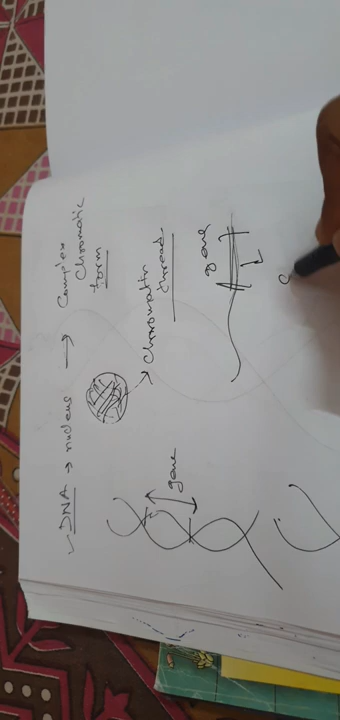 DNA → nucleus → Complex
Chromatic
form
Chromatin
thread
gene
gene